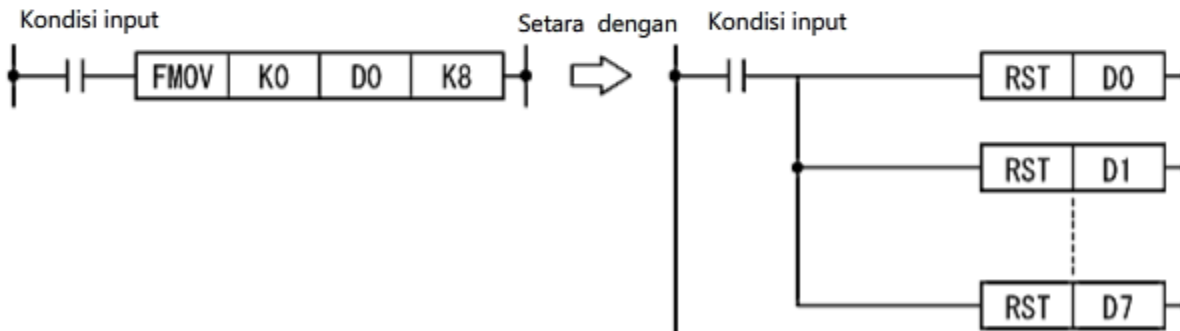 Kondisi input
Setara dengan
Kondisi input
FMOV K0 D0 K8
RST D0
RST D1
RST D7